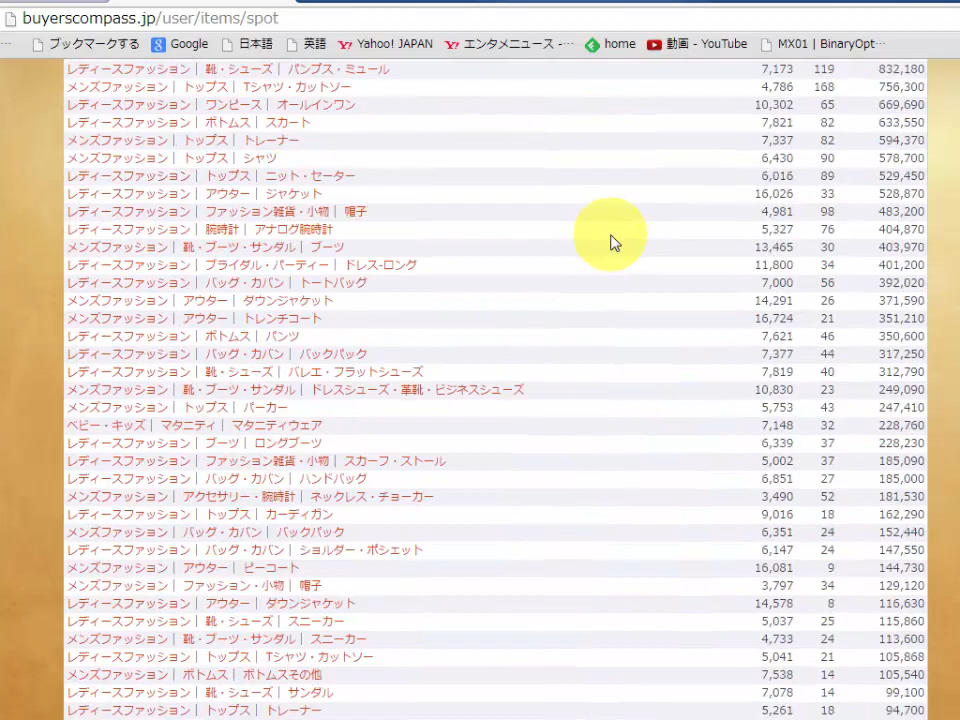 buyerscompass.jp/user/items/spot
ブックマークする Google 日本語 英語 Yahoo! JAPAN エンタメニュース -… home 動画 - YouTube MX01 | BinaryOpt…
レディースファッション | 靴・シューズ | パンプス・ミュール 7,173 119 832,180
メンズファッション | トップス | Tシャツ・カットソー 4,786 168 756,300
レディースファッション | ワンピース | オールインワン 10,302 65 669,690
レディースファッション | ボトムス | スカート 7,821 82 633,550
メンズファッション | トップス | トレーナー 7,337 82 594,370
メンズファッション | トップス | シャツ 6,430 90 578,700
レディースファッション | トップス | ニット・セーター 6,016 89 529,450
レディースファッション | アウター | ジャケット 16,026 33 528,870
レディースファッション | ファッション雑貨・小物 | 帽子 4,981 98 483,200
レディースファッション | 腕時計 | アナログ腕時計 5,327 76 404,870
メンズファッション | 靴・ブーツ・サンダル | ブーツ 13,465 30 403,970
レディースファッション | ブライダル・パーティー | ドレス-ロング 11,800 34 401,200
レディースファッション | バッグ・カバン | トートバッグ 7,000 56 392,020
メンズファッション | アウター | ダウンジャケット 14,291 26 371,590
メンズファッション | アウター | トレンチコート 16,724 21 351,210
レディースファッション | ボトムス | パンツ 7,621 46 350,600
レディースファッション | バッグ・カバン | バックパック 7,377 44 317,250
レディースファッション | 靴・シューズ | バレエ・フラットシューズ 7,819 40 312,790
メンズファッション | 靴・ブーツ・サンダル | ドレスシューズ・革靴・ビジネスシューズ 10,830 23 249,090
メンズファッション | トップス | パーカー 5,753 43 247,410
ベビー・キッズ | マタニティ | マタニティウェア 7,148 32 228,760
レディースファッション | ブーツ | ロングブーツ 6,339 37 228,230
レディースファッション | ファッション雑貨・小物 | スカーフ・ストール 5,002 37 185,090
レディースファッション | バッグ・カバン | ハンドバッグ 6,851 27 185,000
メンズファッション | アクセサリー・腕時計 | ネックレス・チョーカー 3,490 52 181,530
レディースファッション | トップス | カーディガン 9,016 18 162,290
メンズファッション | バッグ・カバン | バックパック 6,351 24 152,440
レディースファッション | バッグ・カバン | ショルダー・ポシェット 6,147 24 147,550
メンズファッション | アウター | ピーコート 16,081 9 144,730
メンズファッション | ファッション・小物 | 帽子 3,797 34 129,120
レディースファッション | アウター | ダウンジャケット 14,578 8 116,630
レディースファッション | 靴・シューズ | スニーカー 5,037 25 115,860
メンズファッション | 靴・ブーツ・サンダル | スニーカー 4,733 24 113,600
レディースファッション | トップス | Tシャツ・カットソー 5,041 21 105,868
メンズファッション | ボトムス | ボトムスその他 7,538 14 105,540
レディースファッション | 靴・シューズ | サンダル 7,078 14 99,100
レディースファッション | トップス | トレーナー 5,261 18 94,700